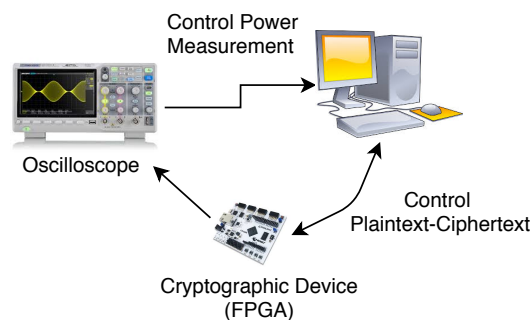 Control Power
Measurement
Oscilloscope
Control
Plaintext-Ciphertext
Cryptographic Device
(FPGA)